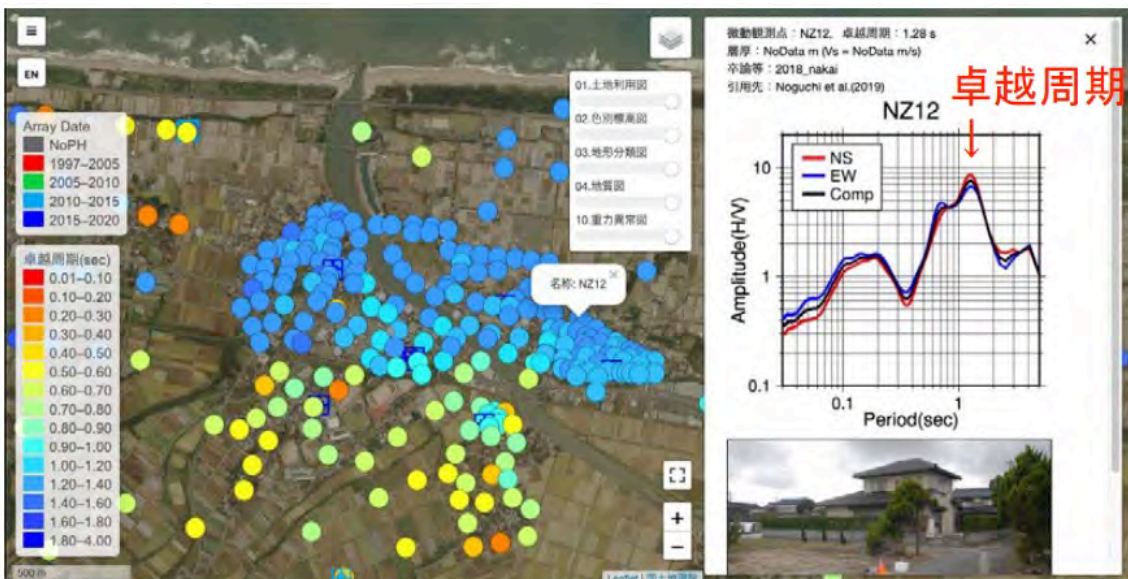 EN
Array Date
NoPH
1997–2005
2005–2010
2010–2015
2015–2020
卓越周期(sec)
0.01–0.10
0.10–0.20
0.20–0.30
0.30–0.40
0.40–0.50
0.50–0.60
0.60–0.70
0.70–0.80
0.80–0.90
0.90–1.00
1.00–1.20
1.20–1.40
1.40–1.60
1.60–1.80
1.80–4.00
500 m
01.土地利用図
02.色別標高図
03.地形分類図
04.地質図
10.重力異常図
名称: NZ12
×
+
−
Leaflet | 国土地理院
微動観測点：NZ12, 卓越周期：1.28 s
層厚：NoData m (Vs = NoData m/s)
卒論等：2018_nakai
引用先：Noguchi et al.(2019)
×
卓越周期
↓
NZ12
NS
EW
Comp
Amplitude(H/V)
10
1
0.1
0.1
1
Period(sec)